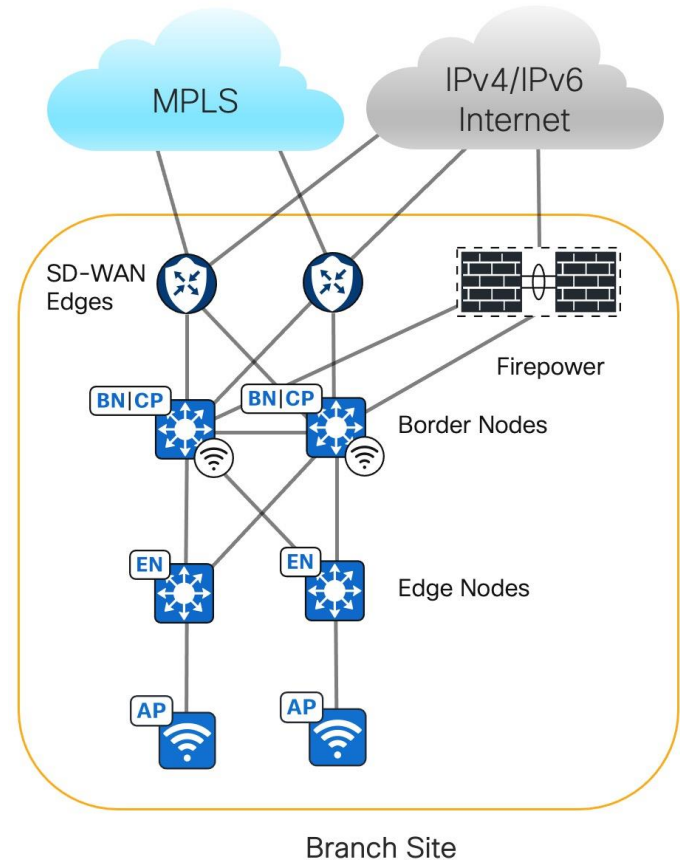 MPLS
IPv4/IPv6
Internet
SD-WAN
Edges
Firepower
BN|CP
BN|CP
Border Nodes
EN
EN
Edge Nodes
AP
AP
Branch Site